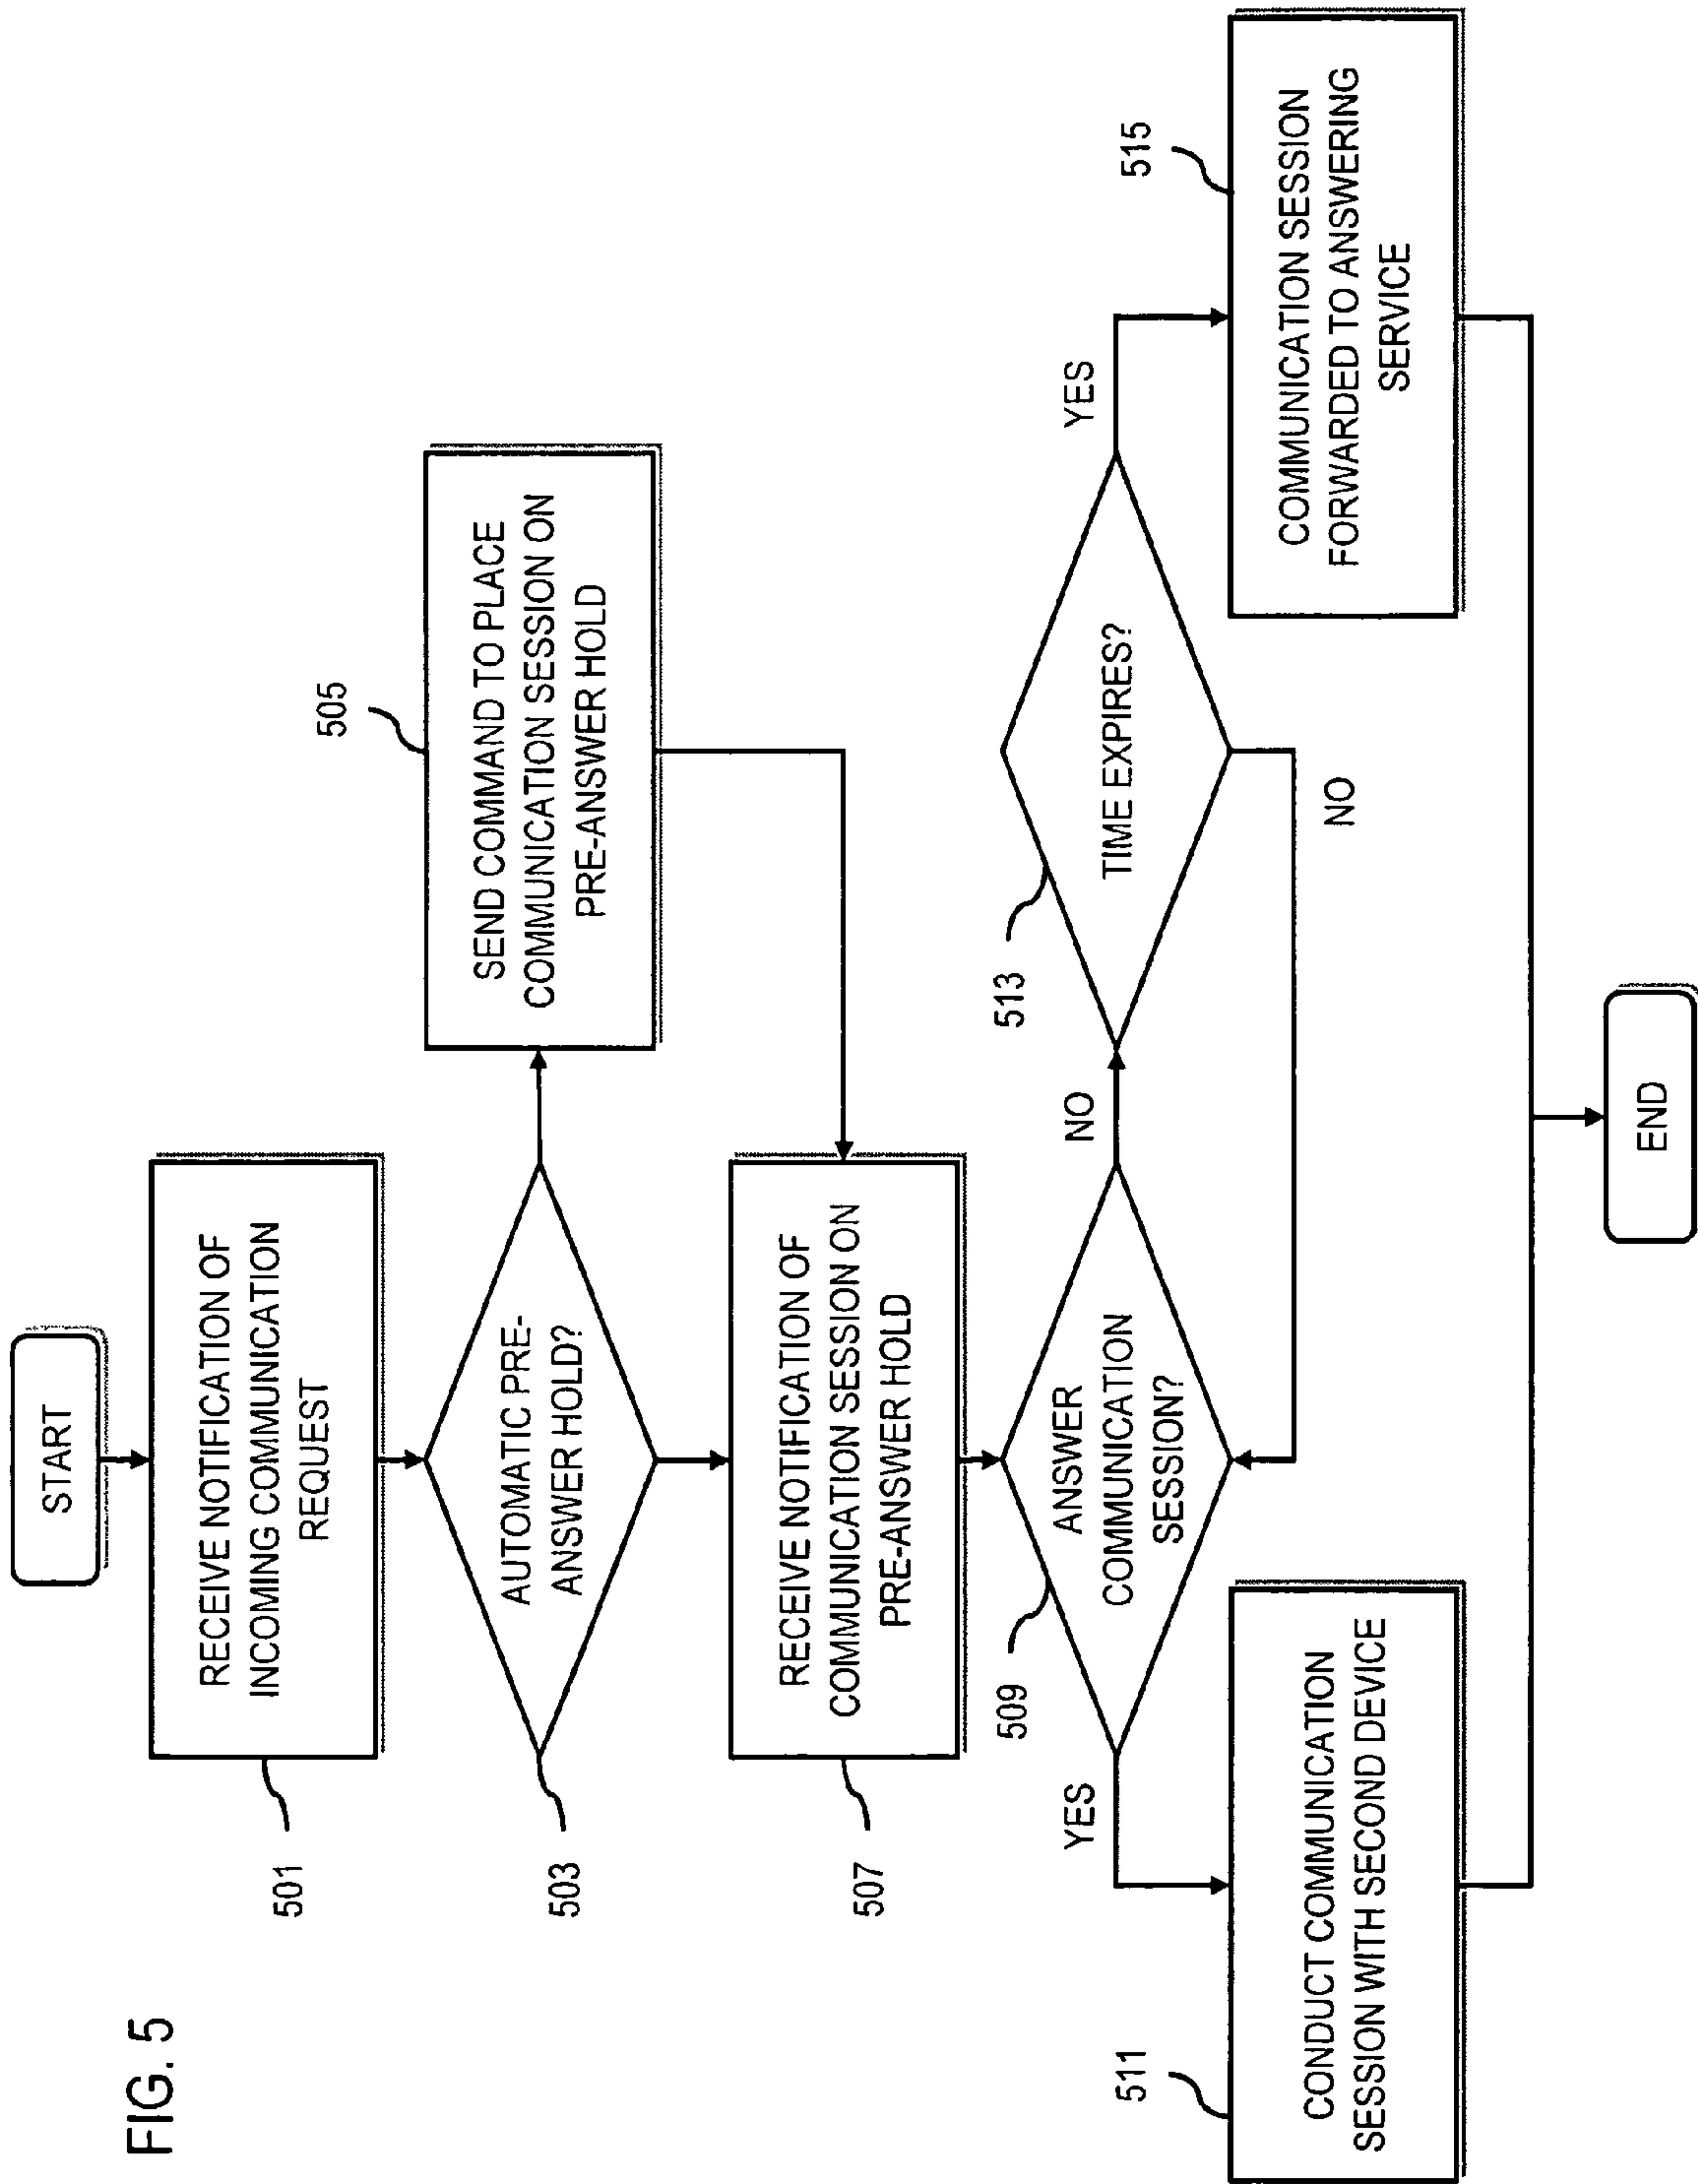 FIG. 5
START
RECEIVE NOTIFICATION OF
INCOMING COMMUNICATION
REQUEST
501
AUTOMATIC PRE-
ANSWER HOLD?
503
505
SEND COMMAND TO PLACE
COMMUNICATION SESSION ON
PRE-ANSWER HOLD
RECEIVE NOTIFICATION OF
COMMUNICATION SESSION ON
PRE-ANSWER HOLD
507
509
ANSWER
COMMUNICATION
SESSION?
YES
NO
513
TIME EXPIRES?
YES
NO
511
CONDUCT COMMUNICATION
SESSION WITH SECOND DEVICE
515
COMMUNICATION SESSION
FORWARDED TO ANSWERING
SERVICE
END